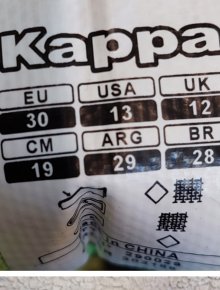 Kappa
EU USA UK
30 13 12
CM ARG BR
19 29 28
CHINA